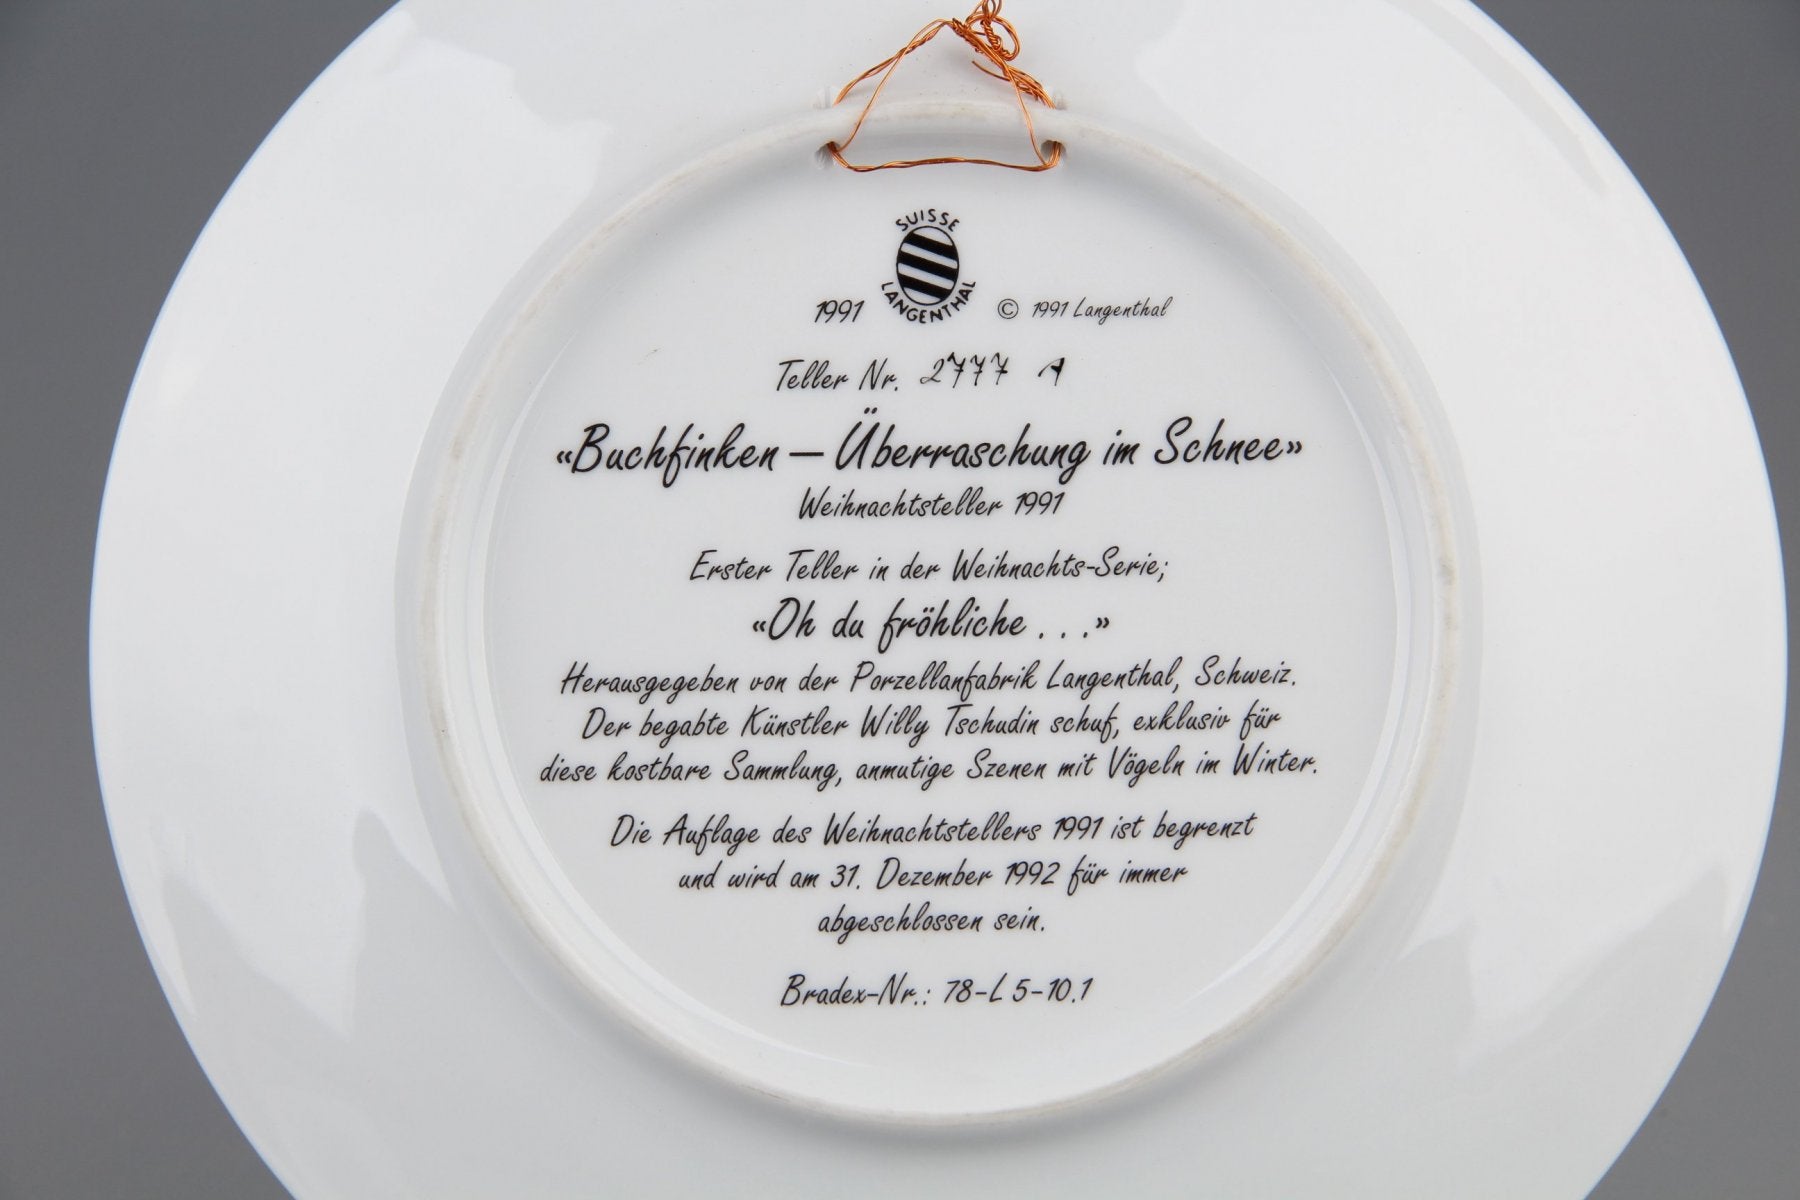 SUISSE
LANGENTHAL
1991 © 1991 Langenthal
Teller Nr. 2777 A
«Buchfinken — Überraschung im Schnee»
Weihnachtsteller 1991
Erster Teller in der Weihnachts-Serie;
«Oh du fröhliche . . .»
Herausgegeben von der Porzellanfabrik Langenthal, Schweiz.
Der begabte Künstler Willy Tschudin schuf, exklusiv für
diese kostbare Sammlung, anmutige Szenen mit Vögeln im Winter.
Die Auflage des Weihnachtstellers 1991 ist begrenzt
und wird am 31. Dezember 1992 für immer
abgeschlossen sein.
Bradex-Nr.: 78-L 5-10.1